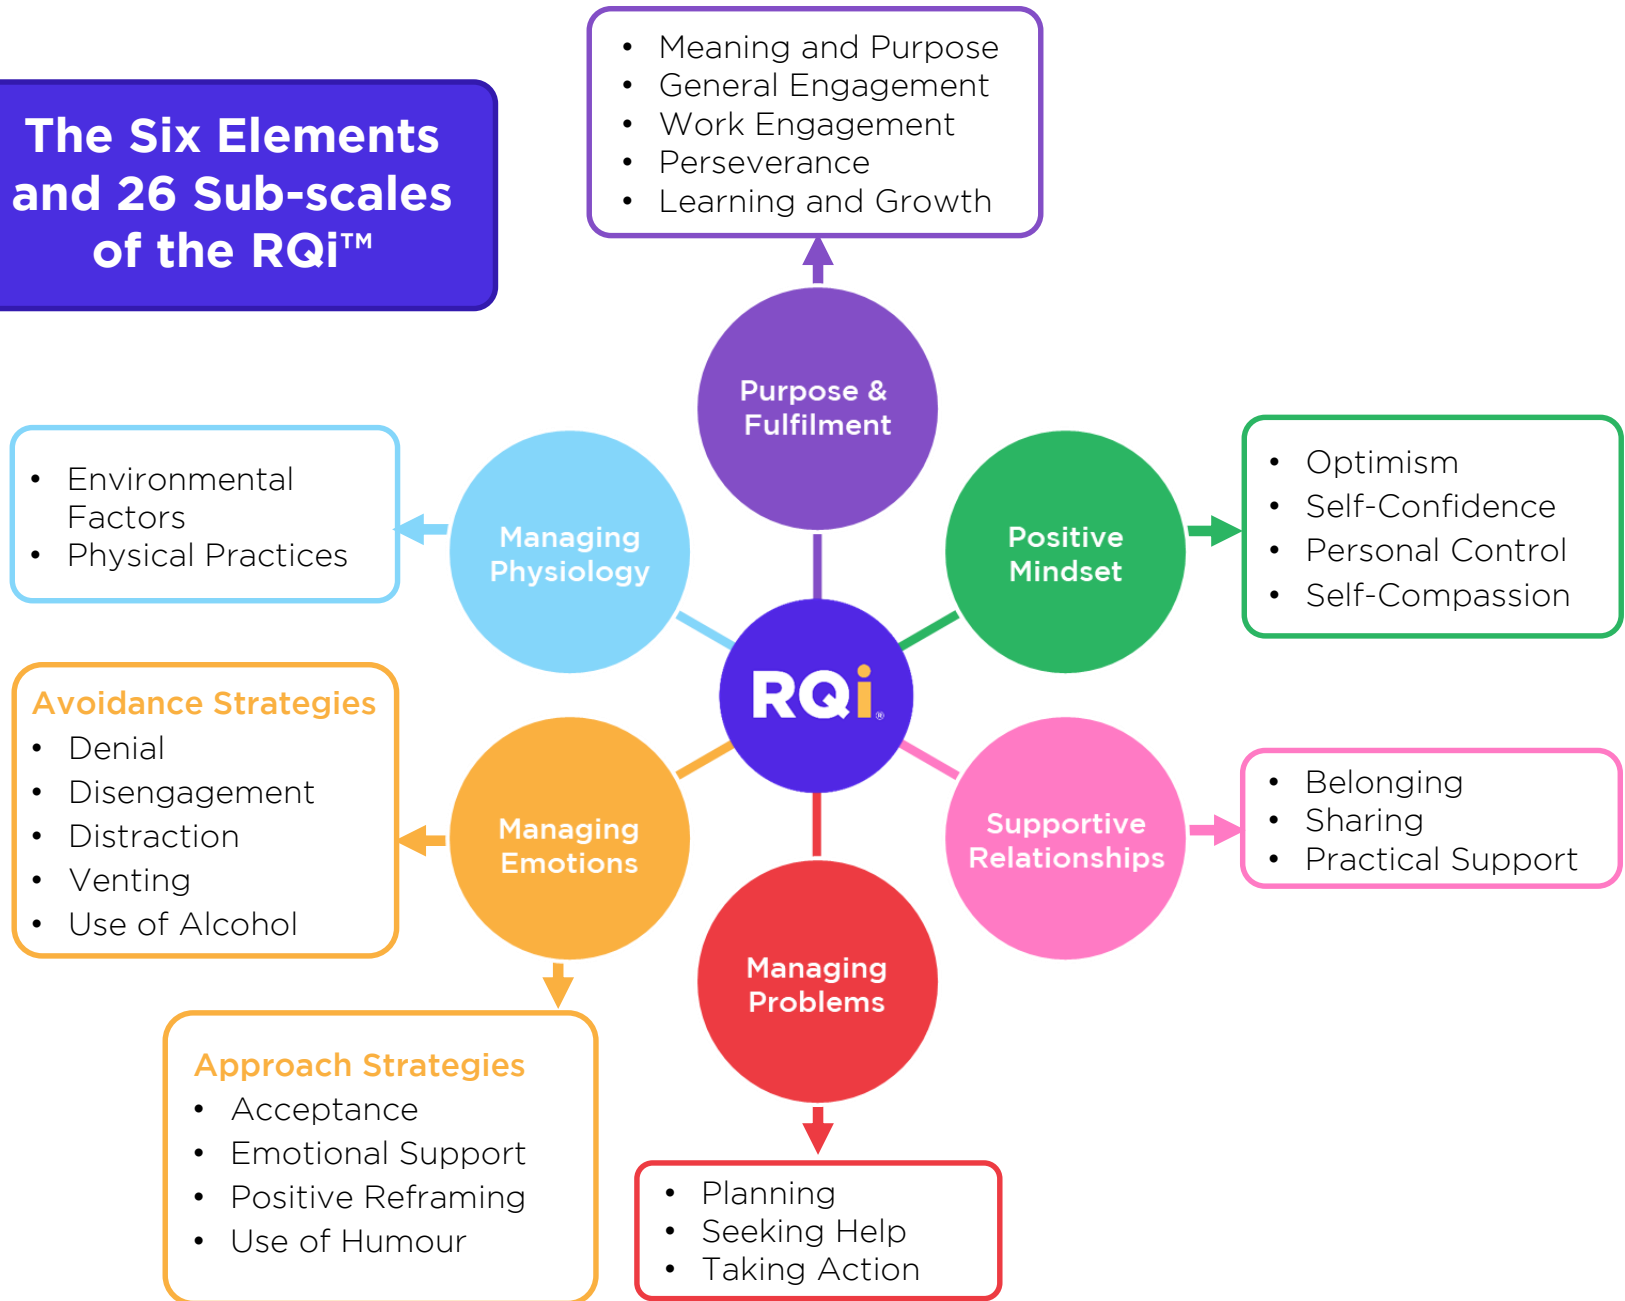 The Six Elements
and 26 Sub-scales
of the RQi™
• Meaning and Purpose
• General Engagement
• Work Engagement
• Perseverance
• Learning and Growth
Purpose &
Fulfilment
• Environmental
Factors
• Physical Practices
Managing
Physiology
Positive
Mindset
• Optimism
• Self-Confidence
• Personal Control
• Self-Compassion
RQi®
Avoidance Strategies
• Denial
• Disengagement
• Distraction
• Venting
• Use of Alcohol
Managing
Emotions
Supportive
Relationships
• Belonging
• Sharing
• Practical Support
Managing
Problems
Approach Strategies
• Acceptance
• Emotional Support
• Positive Reframing
• Use of Humour
• Planning
• Seeking Help
• Taking Action